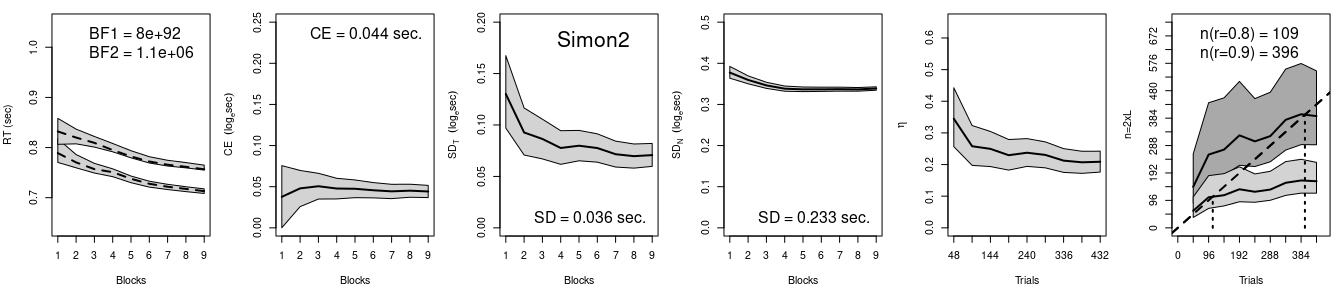 BF1 = 8e+92
BF2 = 1.1e+06
RT (sec)
0.7 0.8 0.9 1.0
1 2 3 4 5 6 7 8 9
Blocks
CE = 0.044 sec.
CE (logₑsec)
0.00 0.05 0.10 0.15 0.20 0.25
1 2 3 4 5 6 7 8 9
Blocks
Simon2
SD_T (logₑsec)
0.00 0.05 0.10 0.15 0.20
SD = 0.036 sec.
1 2 3 4 5 6 7 8 9
Blocks
SD_N (logₑsec)
0.0 0.1 0.2 0.3 0.4 0.5
SD = 0.233 sec.
1 2 3 4 5 6 7 8 9
Blocks
η
0.0 0.1 0.2 0.3 0.4 0.5 0.6
48 144 240 336 432
Trials
n(r=0.8) = 109
n(r=0.9) = 396
n=2xL
0 96 192 288 384 480 576 672
0 96 192 288 384
Trials